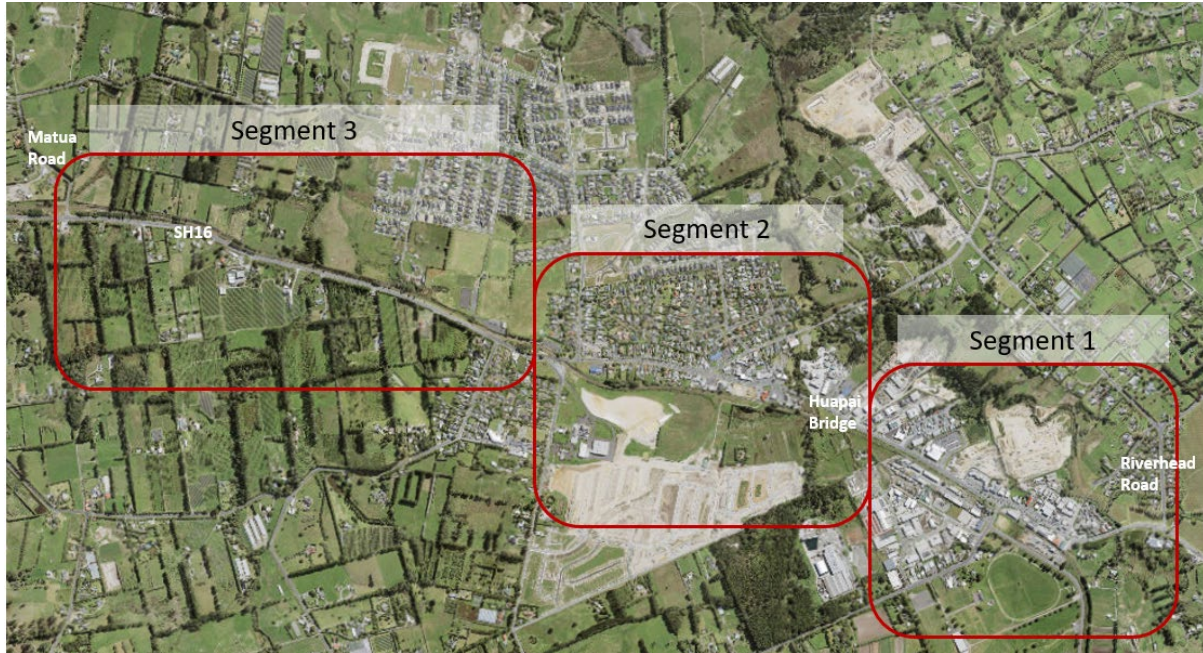 Segment 3
Matua
Road
SH16
Segment 2
Segment 1
Huapai
Bridge
Riverhead
Road